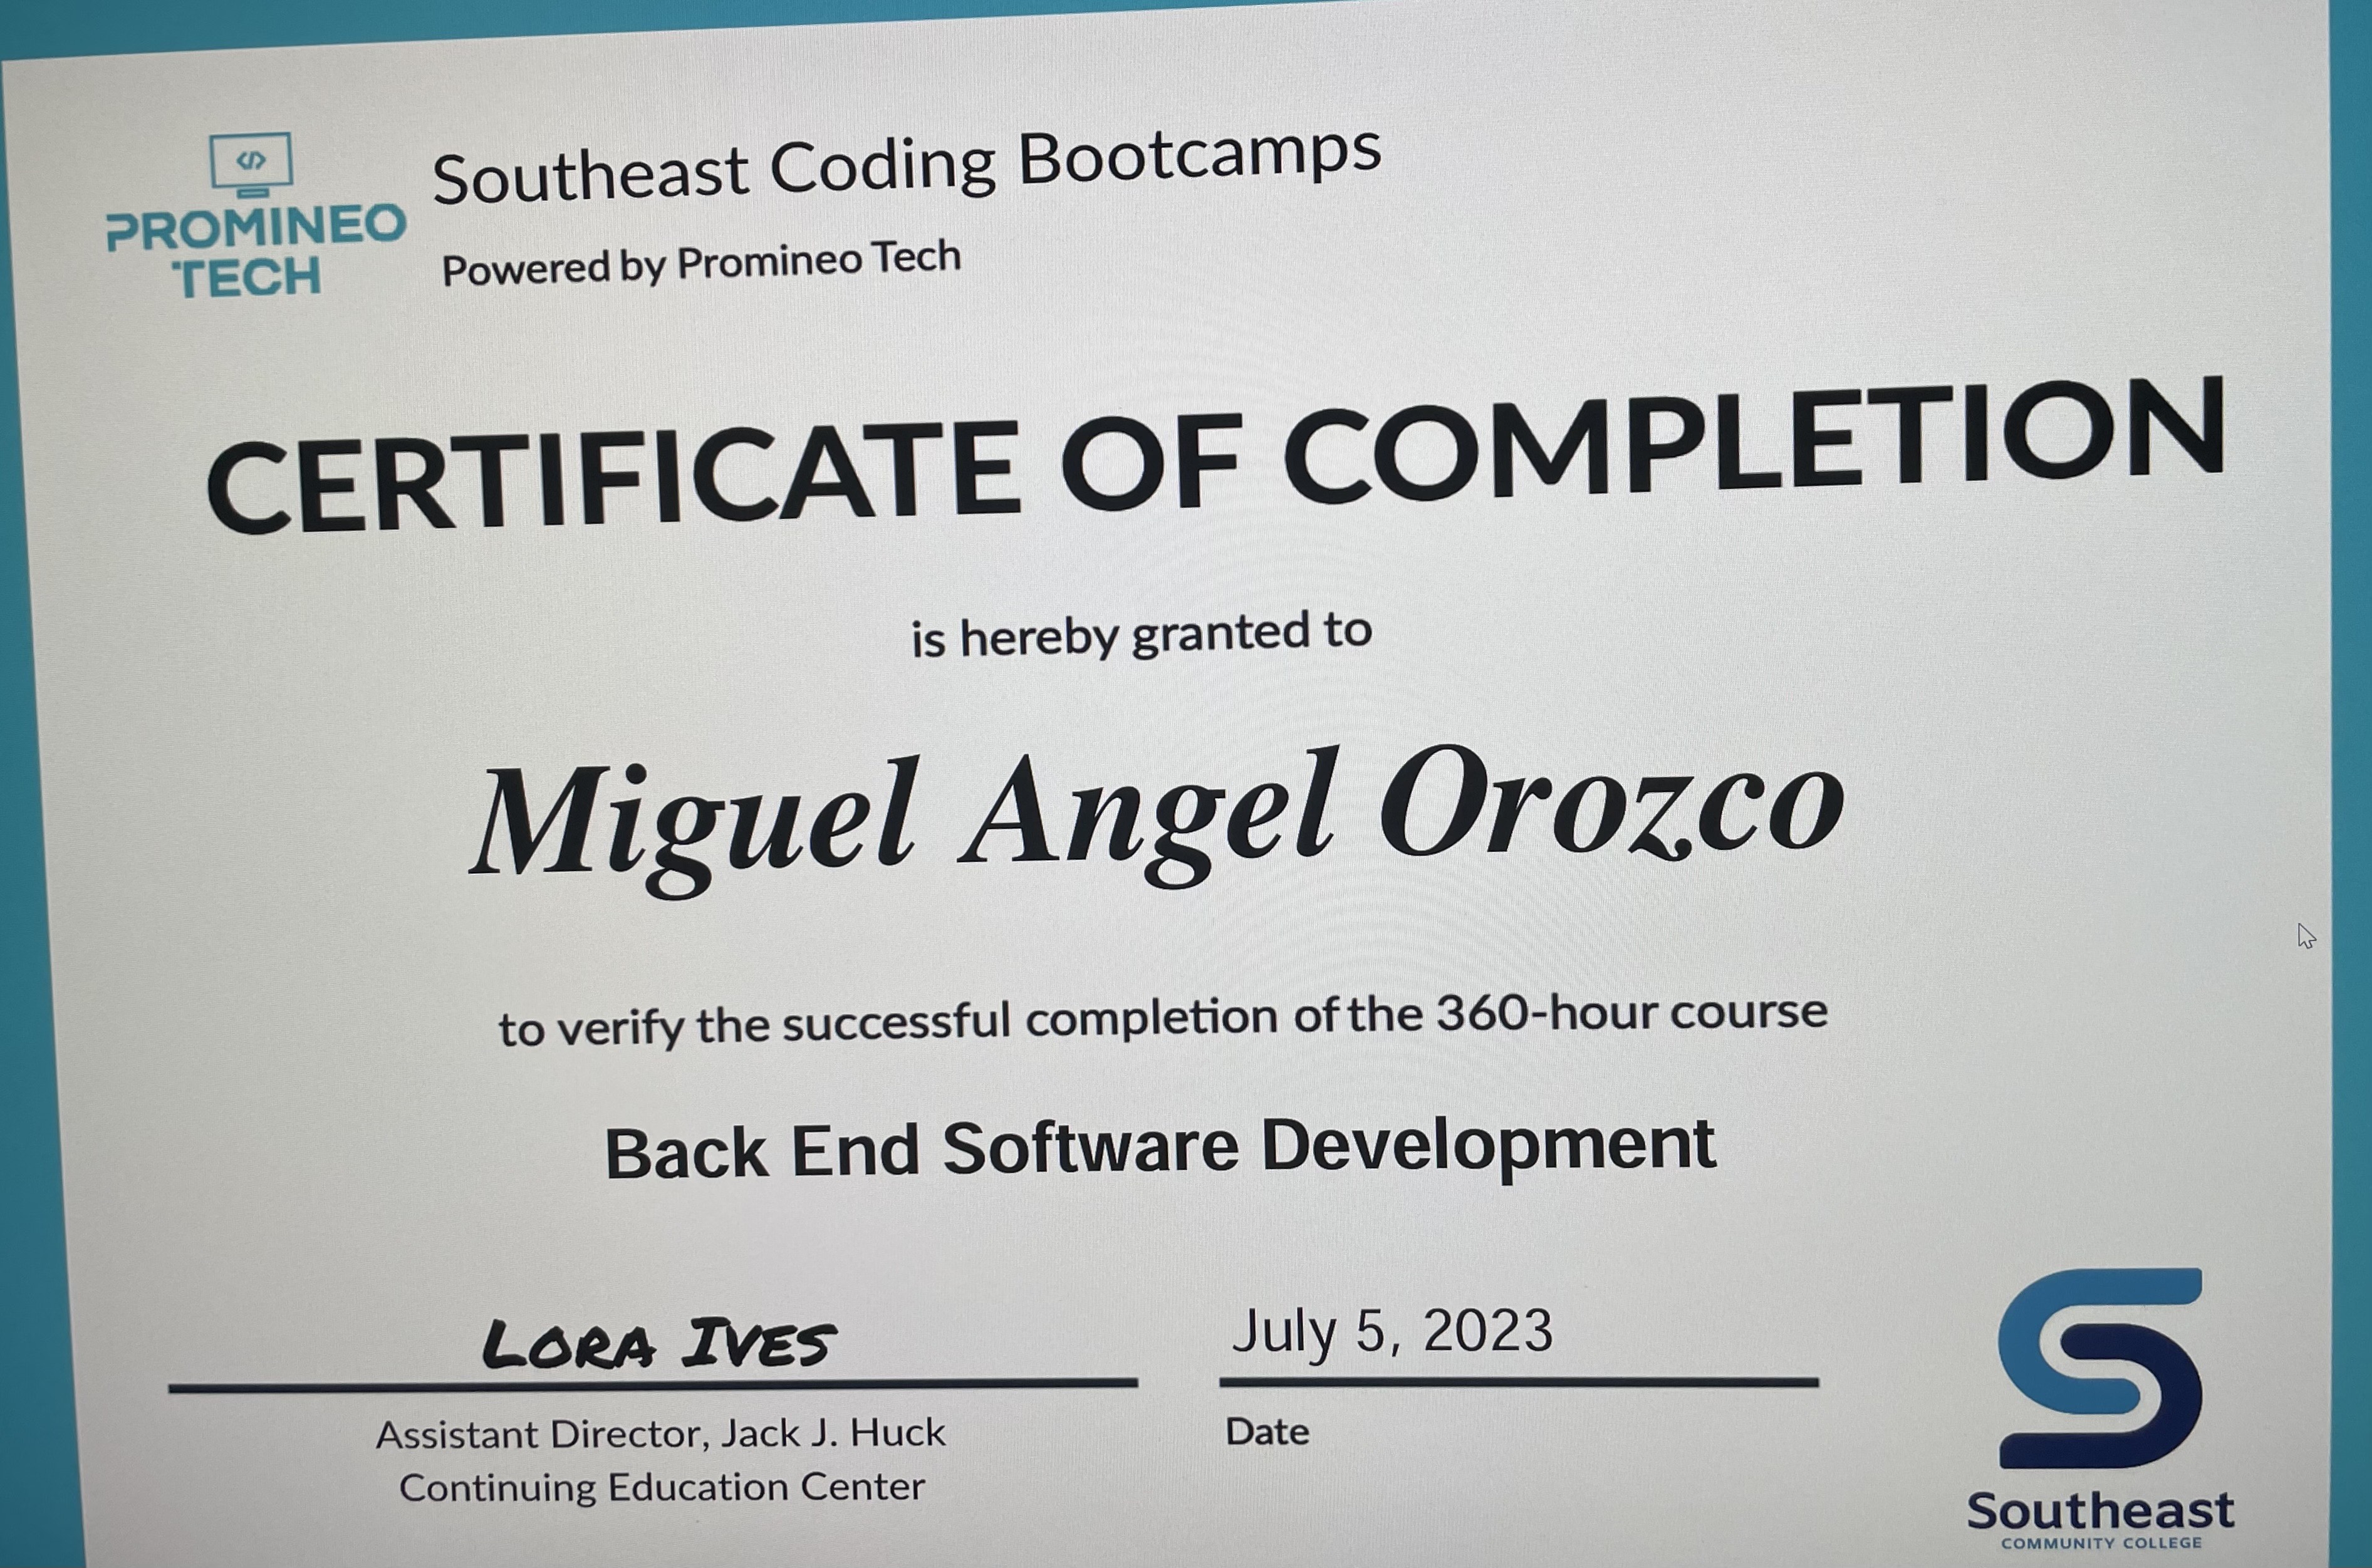 </>
PROMINEO
TECH
Southeast Coding Bootcamps
Powered by Promineo Tech
CERTIFICATE OF COMPLETION
is hereby granted to
Miguel Angel Orozco
to verify the successful completion of the 360-hour course
Back End Software Development
LORA IVES
July 5, 2023
Assistant Director, Jack J. Huck
Continuing Education Center
Date
Southeast
COMMUNITY COLLEGE